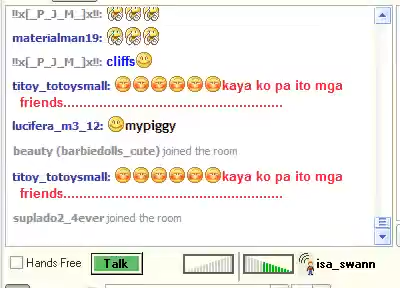 !!x[_P_J_M_]x!!:
materialman19:
!!x[_P_J_M_]x!!: cliffs
titoy_totoysmall: kaya ko pa ito mga
friends.......................................................
lucifera_m3_12: mypiggy
beauty (barbiedolls_cute) joined the room
titoy_totoysmall: kaya ko pa ito mga
friends.......................................................
suplado2_4ever joined the room
Hands Free Talk isa_swann